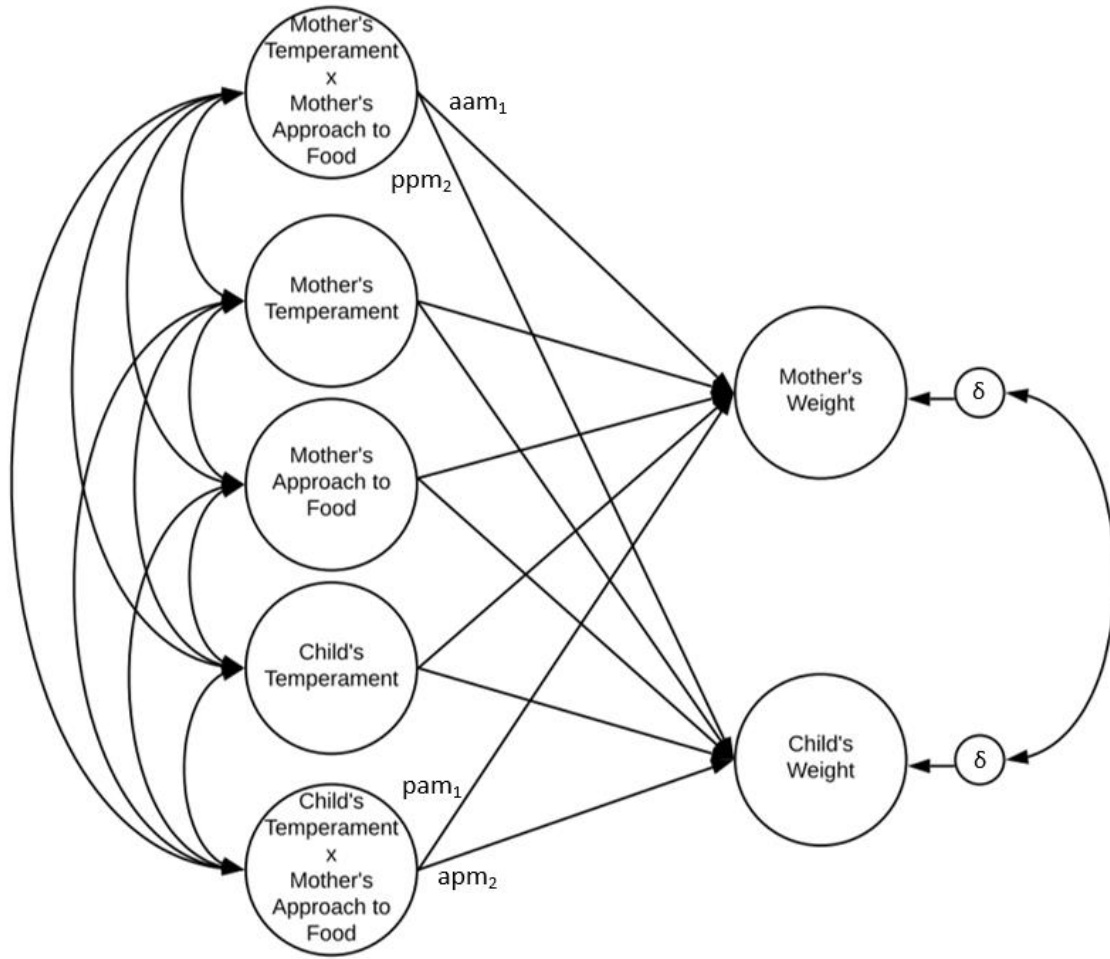 Mother's
Temperament
x
Mother's
Approach to
Food
aam₁
ppm₂
Mother's
Temperament
Mother's
Weight
δ
Mother's
Approach to
Food
Child's
Temperament
Child's
Weight
δ
pam₁
Child's
Temperament
x
Mother's
Approach to
Food
apm₂